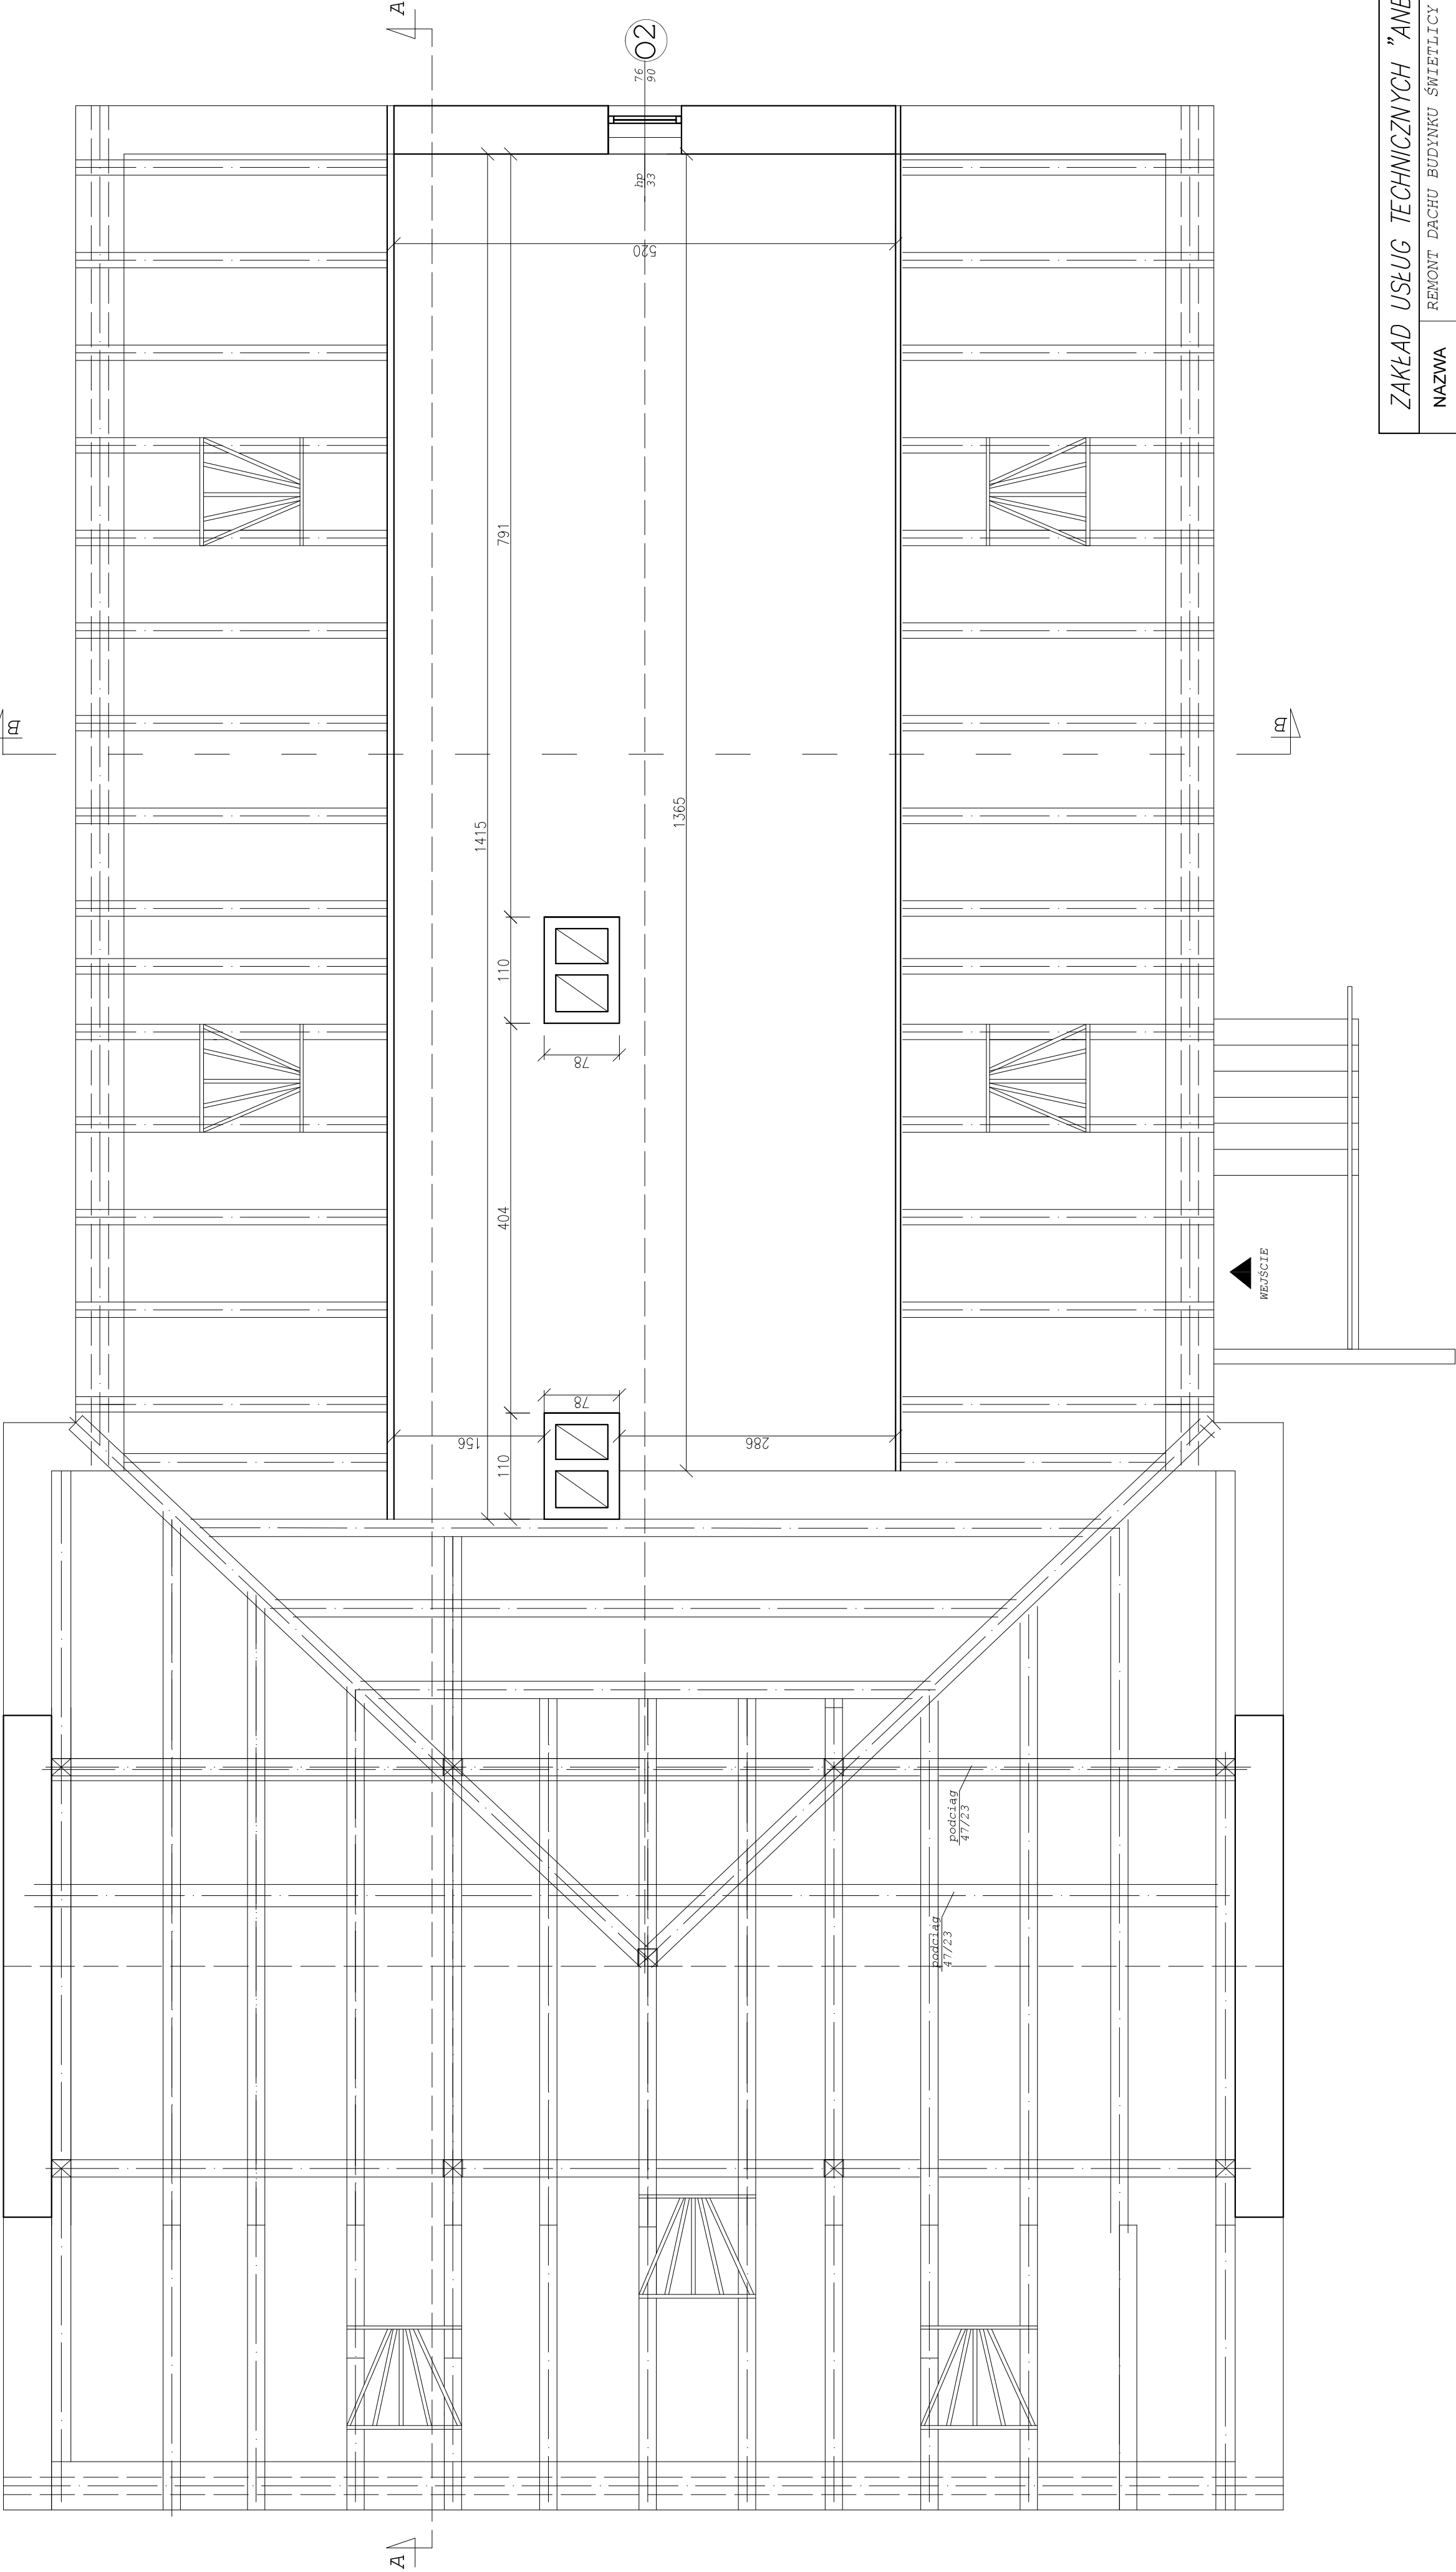 A
76
90
O2
hp
33
520
B
B
791
1415
1365
110
78
404
78
156
286
110
WEJŚCIE
podciąg
47/23
podciąg
47/23
A
ZAKŁAD USŁUG TECHNICZNYCH "ANE
NAZWA
REMONT DACHU BUDYNKU ŚWIETLICY